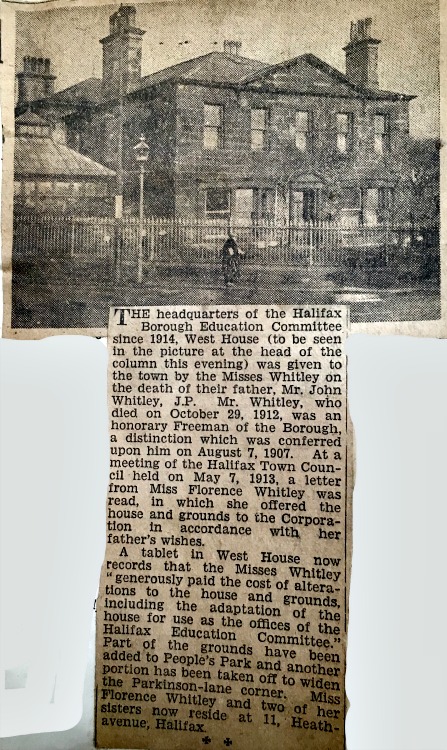 THE headquarters of the Halifax
Borough Education Committee
since 1914, West House (to be seen
in the picture at the head of the
column this evening) was given to
the town by the Misses Whitley on
the death of their father, Mr. John
Whitley, J.P. Mr. Whitley, who
died on October 29, 1912, was an
honorary Freeman of the Borough,
a distinction which was conferred
upon him on August 7, 1907. At a
meeting of the Halifax Town Coun-
cil held on May 7, 1913, a letter
from Miss Florence Whitley was
read, in which she offered the
house and grounds to the Corpora-
tion in accordance with her
father's wishes.
A tablet in West House now
records that the Misses Whitley
"generously paid the cost of altera-
tions to the house and grounds,
including the adaptation of the
house for use as the offices of the
Halifax Education Committee."
Part of the grounds have been
added to People's Park and another
portion has been taken off to widen
the Parkinson-lane corner. Miss
Florence Whitley and two of her
sisters now reside at 11, Heath-
avenue, Halifax.